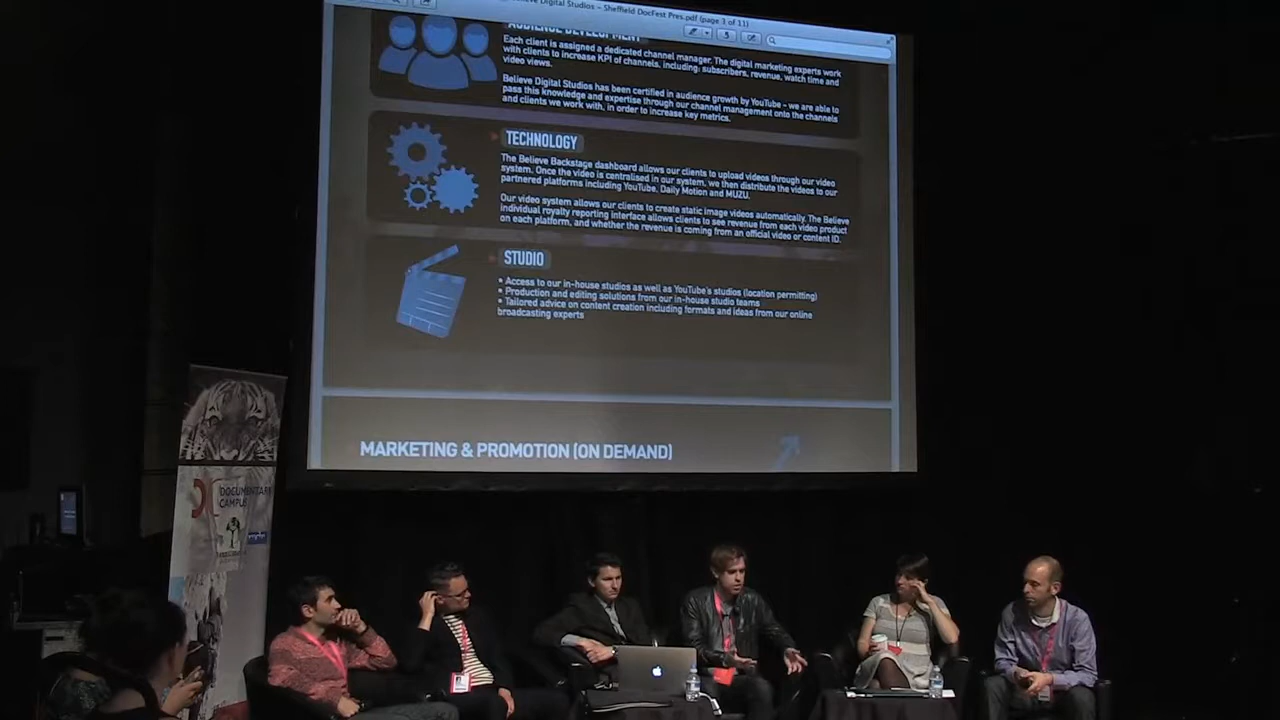 Believe Digital Studios - Sheffield DocFest Pres.pdf (page 3 of 11)
AUDIENCE DEVELOPMENT
Each client is assigned a dedicated channel manager. The digital marketing experts work
with clients to increase KPI of channels, including; subscribers, revenue, watch time and
video views.
Believe Digital Studios has been certified in audience growth by YouTube - we are able to
pass this knowledge and expertise through our channel management onto the channels
and clients we work with, in order to increase key metrics.
TECHNOLOGY
The Believe Backstage dashboard allows our clients to upload videos through our video
system. Once the video is centralised in our system, we then distribute the videos to our
partnered platforms including YouTube, Daily Motion and MUZU.
Our video system allows our clients to create static image videos automatically. The Believe
individual royalty reporting interface allows clients to see revenue from each video product
on each platform, and whether the revenue is coming from an official video or content ID.
STUDIO
• Access to our in-house studios as well as YouTube's studios (location permitting)
• Production and editing solutions from our in-house studio teams
• Tailored advice on content creation including formats and ideas from our online
broadcasting experts
MARKETING & PROMOTION (ON DEMAND)
DOCUMENTARY
CAMPUS